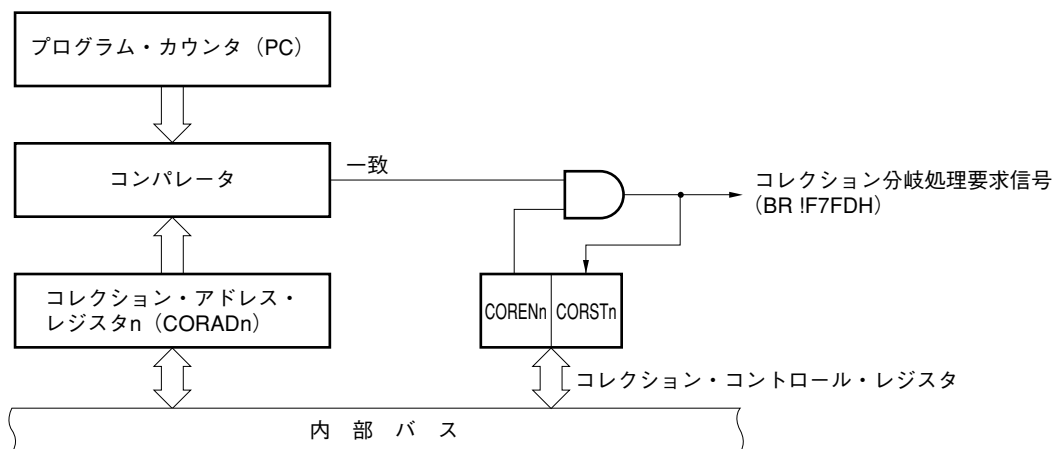 プログラム・カウンタ（PC）
コンパレータ
一致
コレクション分岐処理要求信号
（BR !F7FDH）
コレクション・アドレス・
レジスタn（CORADn）
CORENn
CORSTn
コレクション・コントロール・レジスタ
内 部 バ ス